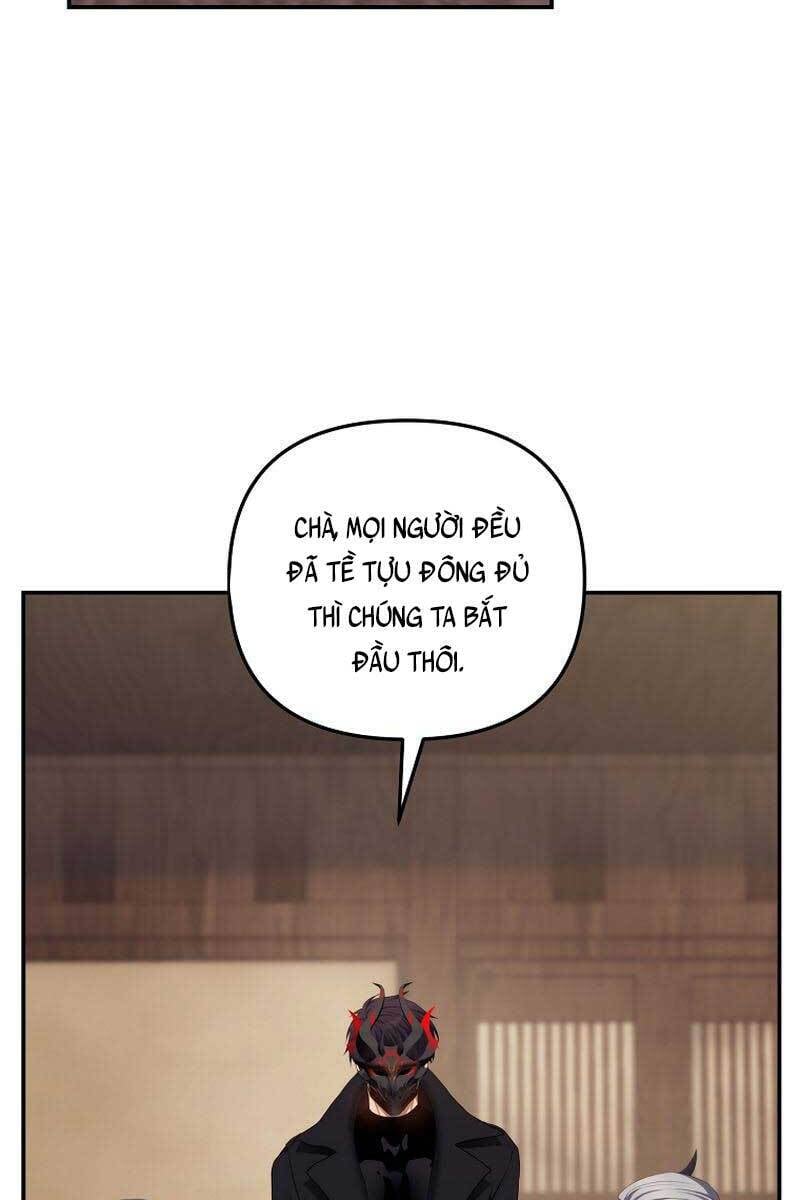 CHÀ, MỌI NGƯỜI ĐỀU
ĐÃ TỀ TỰU ĐÔNG ĐỦ
THÌ CHÚNG TA BẮT
ĐẦU THÔI.